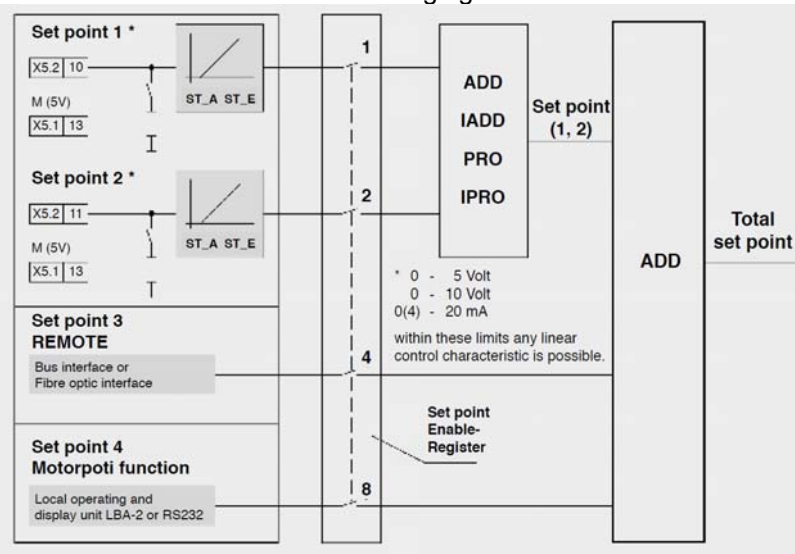 Set point 1 *
X5.2 10
M (5V)
X5.1 13
ST_A ST_E
Set point 2 *
X5.2 11
M (5V)
X5.1 13
ST_A ST_E
Set point 3
REMOTE
Bus interface or
Fibre optic interface
Set point 4
Motorpoti function
Local operating and
display unit LBA-2 or RS232
1
2
4
8
ADD
IADD
PRO
IPRO
Set point
(1, 2)
* 0 - 5 Volt
0 - 10 Volt
0(4) - 20 mA
within these limits any linear
control characteristic is possible.
Set point
Enable-
Register
ADD
Total
set point